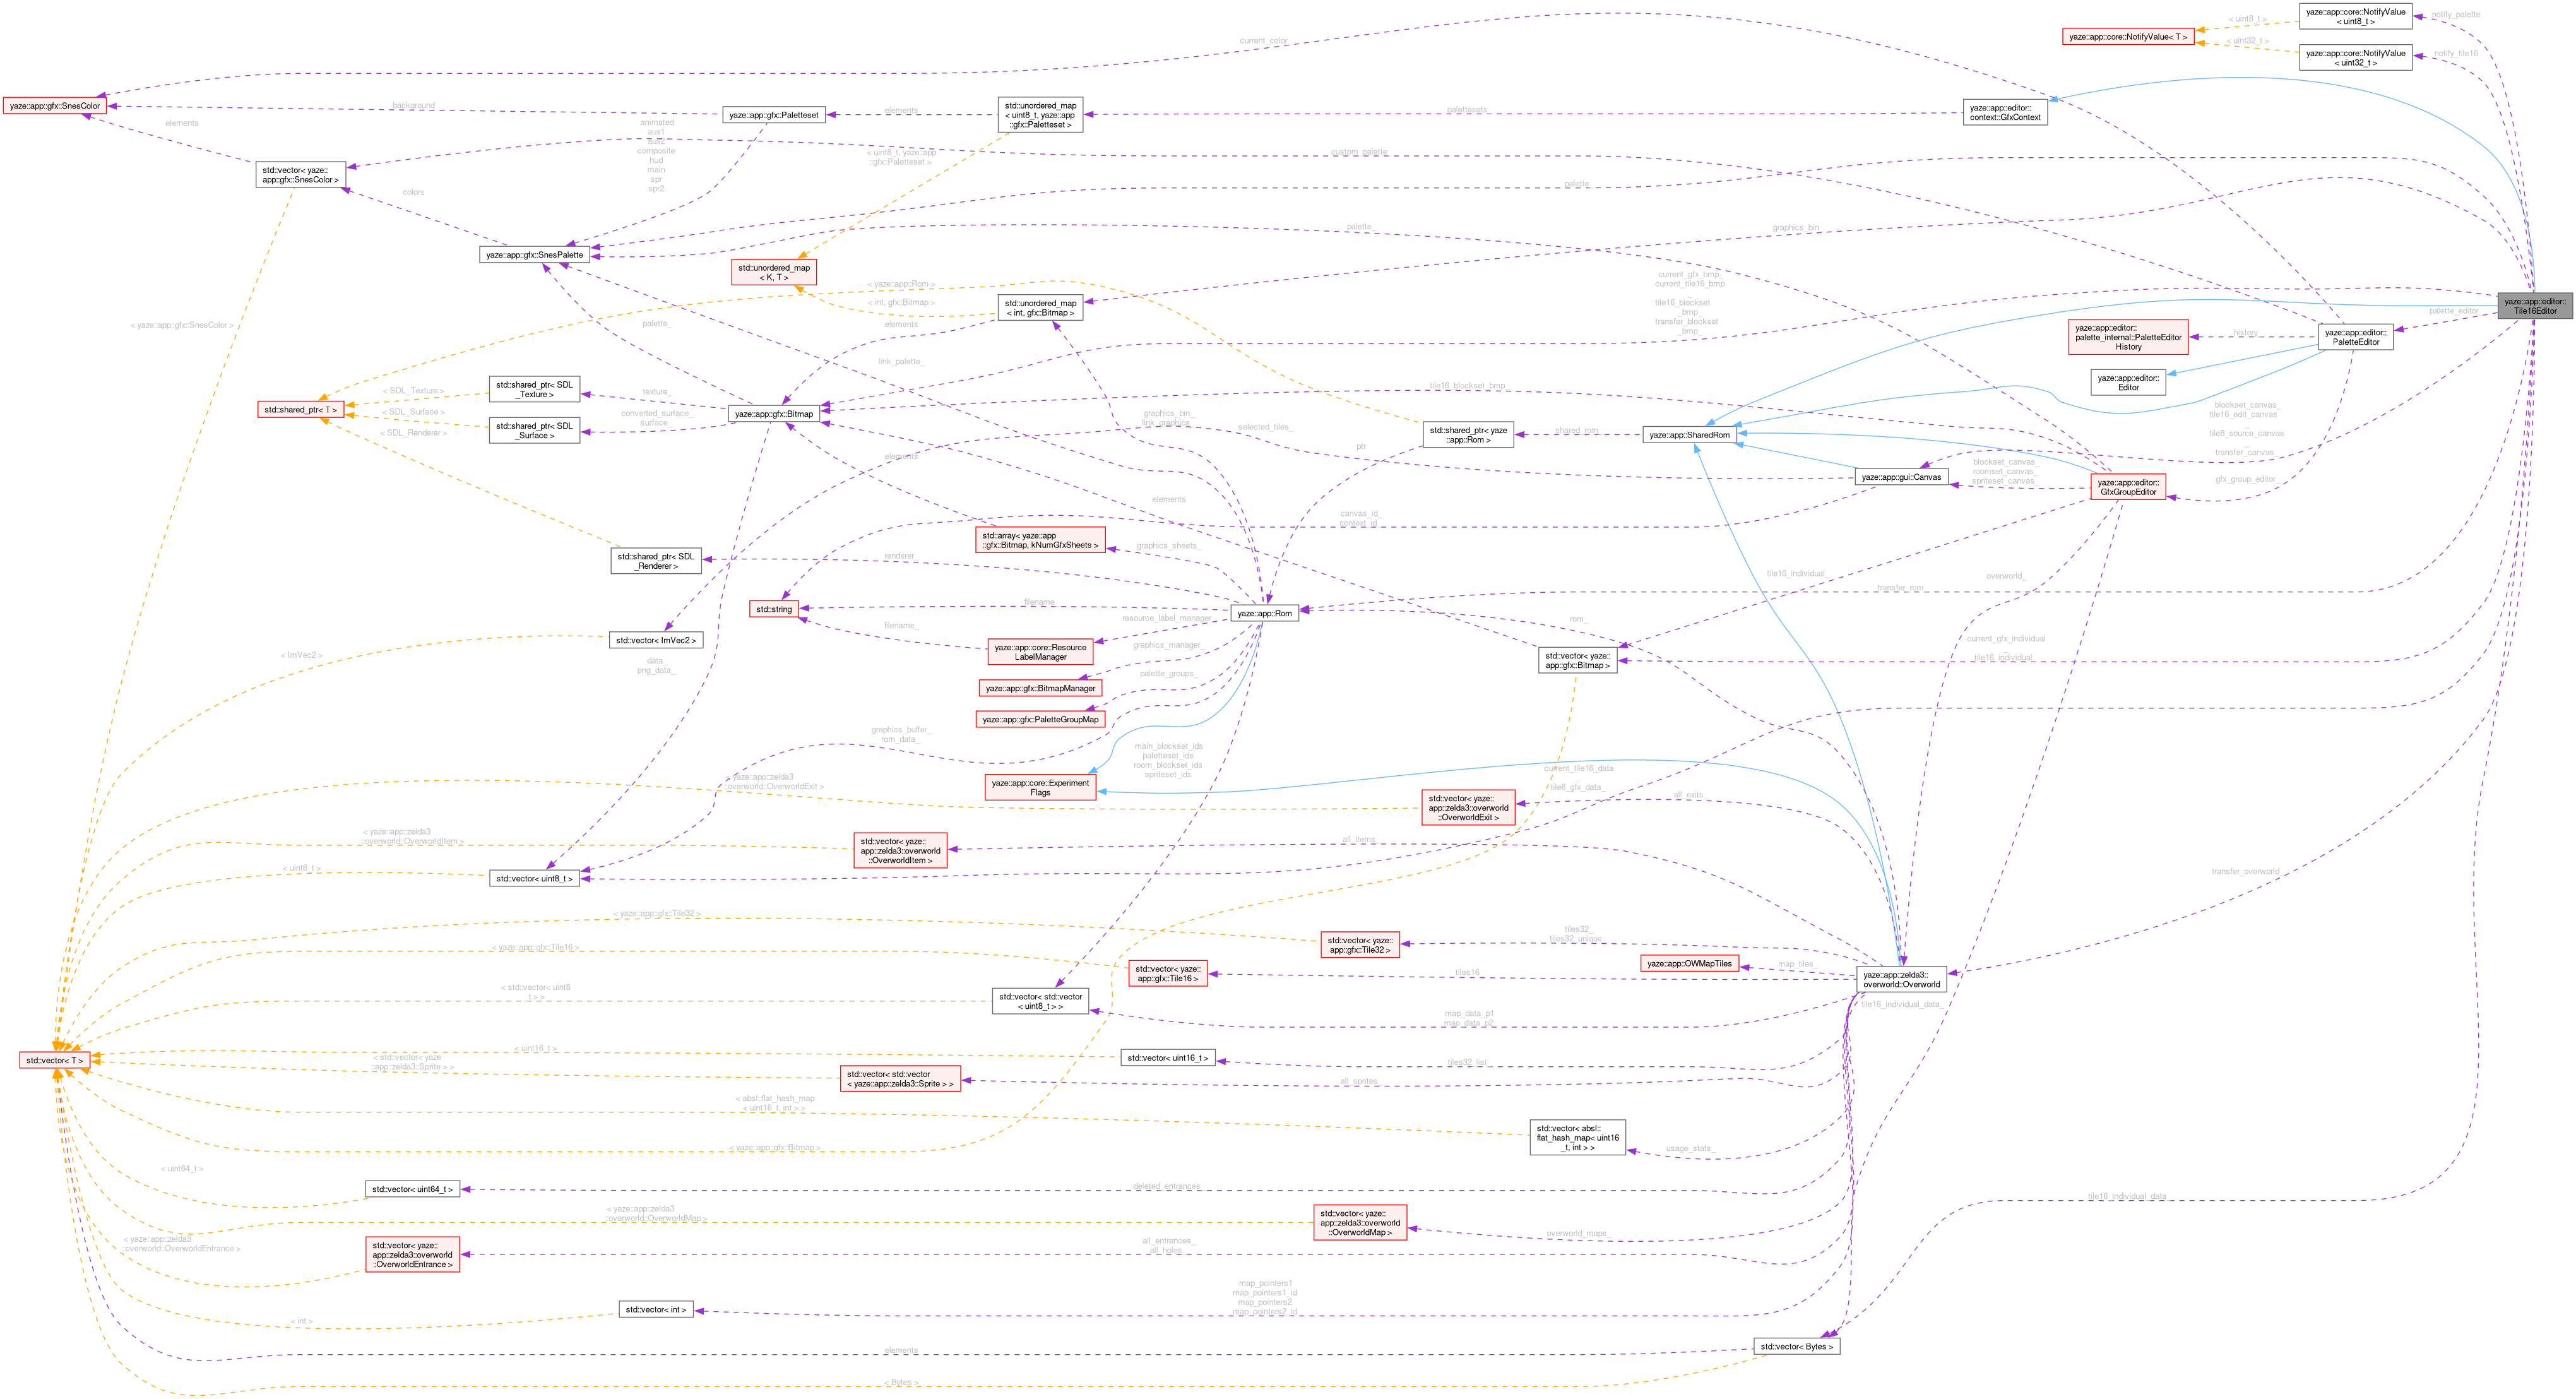 current_color_
yaze::app::core::NotifyValue
< uint8_t >
notify_palette
< uint8_t >
yaze::app::core::NotifyValue< T >
< uint32_t >
yaze::app::core::NotifyValue
< uint32_t >
notify_tile16
yaze::app::gfx::SnesColor
background
yaze::app::gfx::Paletteset
elements
std::unordered_map
< uint8_t, yaze::app
::gfx::Paletteset >
palettesets_
yaze::app::editor::
context::GfxContext
elements
animated
aux1
aux2
composite
hud
main
spr
spr2
< uint8_t, yaze::app
::gfx::Paletteset >
custom_palette_
std::vector< yaze::
app::gfx::SnesColor >
colors
palette_
yaze::app::gfx::SnesPalette
palette_
graphics_bin_
std::unordered_map
< K, T >
current_gfx_bmp_
current_tile16_bmp
_
tile16_blockset
_bmp_
transfer_blockset
_bmp_
< yaze::app::Rom >
< int, gfx::Bitmap >
std::unordered_map
< int, gfx::Bitmap >
yaze::app::editor::
Tile16Editor
palette_editor_
< yaze::app::gfx::SnesColor >
palette_
elements
yaze::app::editor::
palette_internal::PaletteEditor
History
history_
yaze::app::editor::
PaletteEditor
link_palette_
yaze::app::editor::
Editor
tile16_blockset_bmp_
< SDL_Texture >
std::shared_ptr< SDL
_Texture >
texture_
std::shared_ptr< T >
< SDL_Surface >
std::shared_ptr< SDL
_Surface >
converted_surface_
surface_
yaze::app::gfx::Bitmap
graphics_bin_
link_graphics_
blockset_canvas_
tile16_edit_canvas
_
tile8_source_canvas
_
transfer_canvas_
< SDL_Renderer >
selected_tiles_
std::shared_ptr< yaze
::app::Rom >
shared_rom_
yaze::app::SharedRom
ptr
elements
yaze::app::gui::Canvas
blockset_canvas_
roomset_canvas_
spriteset_canvas_
yaze::app::editor::
GfxGroupEditor
gfx_group_editor_
elements
canvas_id_
context_id_
std::array< yaze::app
::gfx::Bitmap, kNumGfxSheets >
graphics_sheets_
std::shared_ptr< SDL
_Renderer >
renderer_
tile16_individual_
overworld_
transfer_rom_
std::string
filename_
yaze::app::Rom
resource_label_manager_
filename_
rom_
std::vector< ImVec2 >
yaze::app::core::Resource
LabelManager
graphics_manager_
< ImVec2 >
data_
png_data_
std::vector< yaze::
app::gfx::Bitmap >
current_gfx_individual
_
tile16_individual_
palette_groups_
yaze::app::gfx::BitmapManager
yaze::app::gfx::PaletteGroupMap
graphics_buffer_
rom_data_
main_blockset_ids
paletteset_ids
room_blockset_ids
spriteset_ids
< yaze::app::zelda3
::overworld::OverworldExit >
yaze::app::core::Experiment
Flags
current_tile16_data
_
tile8_gfx_data_
std::vector< yaze::
app::zelda3::overworld
::OverworldExit >
all_exits_
< yaze::app::zelda3
::overworld::OverworldItem >
std::vector< yaze::
app::zelda3::overworld
::OverworldItem >
all_items_
< uint8_t >
std::vector< uint8_t >
transfer_overworld_
< yaze::app::gfx::Tile32 >
std::vector< yaze::
app::gfx::Tile32 >
tiles32_
tiles32_unique_
< yaze::app::gfx::Tile16 >
std::vector< yaze::
app::gfx::Tile16 >
tiles16_
yaze::app::OWMapTiles
map_tiles_
yaze::app::zelda3::
overworld::Overworld
< std::vector< uint8
_t > >
std::vector< std::vector
< uint8_t > >
map_data_p1
map_data_p2
tile16_individual_data_
std::vector< T >
< uint16_t >
std::vector< uint16_t >
tiles32_list_
< std::vector< yaze
::app::zelda3::Sprite > >
std::vector< std::vector
< yaze::app::zelda3::Sprite > >
all_sprites_
< absl::flat_hash_map
< uint16_t, int > >
std::vector< absl::
flat_hash_map< uint16
_t, int > >
usage_stats_
< yaze::app::gfx::Bitmap >
< uint64_t >
std::vector< uint64_t >
deleted_entrances_
tile16_individual_data_
< yaze::app::zelda3
::overworld::OverworldMap >
std::vector< yaze::
app::zelda3::overworld
::OverworldMap >
overworld_maps_
< yaze::app::zelda3
::overworld::OverworldEntrance >
std::vector< yaze::
app::zelda3::overworld
::OverworldEntrance >
all_entrances_
all_holes_
< int >
std::vector< int >
map_pointers1
map_pointers1_id
map_pointers2
map_pointers2_id
elements
std::vector< Bytes >
< Bytes >